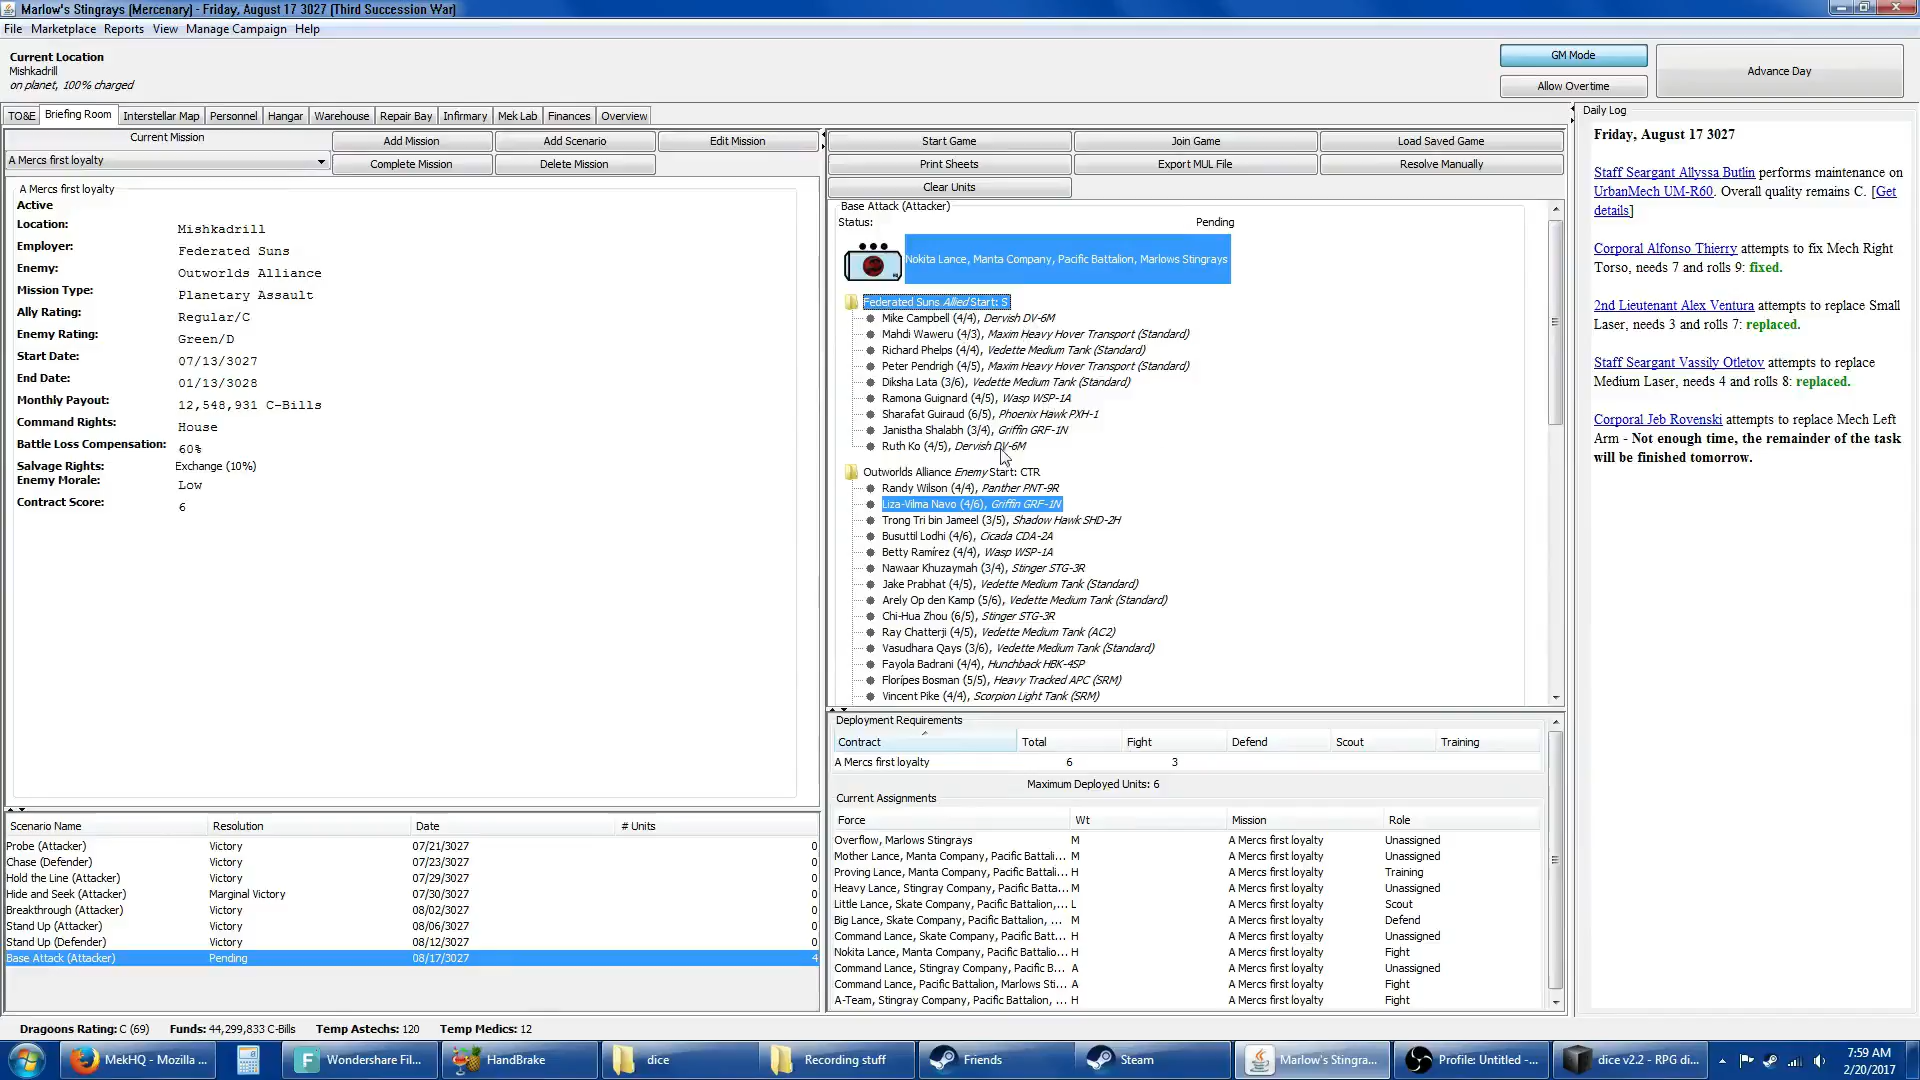 Marlow's Stingrays (Mercenary) - Friday, August 17 3027 (Third Succession War)
File Marketplace Reports View Manage Campaign Help
Current Location
Mishkadrill
on planet, 100% charged
GM Mode
Allow Overtime
Advance Day
TO&E Briefing Room Interstellar Map Personnel Hangar Warehouse Repair Bay Infirmary Mek Lab Finances Overview
Current Mission
A Mercs first loyalty
Add Mission Add Scenario Edit Mission
Complete Mission Delete Mission
A Mercs first loyalty
Active
Location: Mishkadrill
Employer: Federated Suns
Enemy: Outworlds Alliance
Mission Type: Planetary Assault
Ally Rating: Regular/C
Enemy Rating: Green/D
Start Date: 07/13/3027
End Date: 01/13/3028
Monthly Payout: 12,548,931 C-Bills
Command Rights: House
Battle Loss Compensation: 60%
Salvage Rights: Exchange (10%)
Enemy Morale: Low
Contract Score: 6
Scenario Name Resolution Date # Units
Probe (Attacker) Victory 07/21/3027 0
Chase (Defender) Victory 07/23/3027 0
Hold the Line (Attacker) Victory 07/29/3027 0
Hide and Seek (Attacker) Marginal Victory 07/30/3027 0
Breakthrough (Attacker) Victory 08/02/3027 0
Stand Up (Attacker) Victory 08/06/3027 0
Stand Up (Defender) Victory 08/12/3027 0
Base Attack (Attacker) Pending 08/17/3027 4
Start Game Join Game Load Saved Game
Print Sheets Export MUL File Resolve Manually
Clear Units
Base Attack (Attacker)
Status: Pending
Nokita Lance, Manta Company, Pacific Battalion, Marlows Stingrays
Federated Suns Allied Start: S
Mike Campbell (4/4), Dervish DV-6M
Mahdi Waweru (4/3), Maxim Heavy Hover Transport (Standard)
Richard Phelps (4/4), Vedette Medium Tank (Standard)
Peter Pendrigh (4/5), Maxim Heavy Hover Transport (Standard)
Diksha Lata (3/6), Vedette Medium Tank (Standard)
Ramona Guignard (4/5), Wasp WSP-1A
Sharafat Guiraud (6/5), Phoenix Hawk PXH-1
Janistha Shalabh (3/4), Griffin GRF-1N
Ruth Ko (4/5), Dervish DV-6M
Outworlds Alliance Enemy Start: CTR
Randy Wilson (4/4), Panther PNT-9R
Liza-Vilma Navo (4/6), Griffin GRF-1N
Trong Tri bin Jameel (3/5), Shadow Hawk SHD-2H
Busuttil Lodhi (4/6), Cicada CDA-2A
Betty Ramírez (4/4), Wasp WSP-1A
Nawaar Khuzaymah (3/4), Stinger STG-3R
Jake Prabhat (4/5), Vedette Medium Tank (Standard)
Arely Op den Kamp (5/6), Vedette Medium Tank (Standard)
Chi-Hua Zhou (6/5), Stinger STG-3R
Ray Chatterji (4/5), Vedette Medium Tank (AC2)
Vasudhara Qays (3/6), Vedette Medium Tank (Standard)
Fayola Badrani (4/4), Hunchback HBK-4SP
Florípes Bosman (5/5), Heavy Tracked APC (SRM)
Vincent Pike (4/4), Scorpion Light Tank (SRM)
Deployment Requirements
Contract Total Fight Defend Scout Training
A Mercs first loyalty 6 3
Maximum Deployed Units: 6
Current Assignments
Force Wt Mission Role
Overflow, Marlows Stingrays M A Mercs first loyalty Unassigned
Mother Lance, Manta Company, Pacific Battali... M A Mercs first loyalty Unassigned
Proving Lance, Manta Company, Pacific Battal... H A Mercs first loyalty Training
Heavy Lance, Stingray Company, Pacific Batta... M A Mercs first loyalty Unassigned
Little Lance, Skate Company, Pacific Battalion,... L A Mercs first loyalty Scout
Big Lance, Skate Company, Pacific Battalion, ... M A Mercs first loyalty Defend
Command Lance, Skate Company, Pacific Batt... H A Mercs first loyalty Unassigned
Nokita Lance, Manta Company, Pacific Battalio... H A Mercs first loyalty Fight
Command Lance, Stingray Company, Pacific B... A A Mercs first loyalty Unassigned
Command Lance, Pacific Battalion, Marlows Sti... A A Mercs first loyalty Fight
A-Team, Stingray Company, Pacific Battalion, ... H A Mercs first loyalty Fight
Daily Log
Friday, August 17 3027
Staff Seargant Allyssa Butlin performs maintenance on
UrbanMech UM-R60. Overall quality remains C. [Get
details]
Corporal Alfonso Thierry attempts to fix Mech Right
Torso, needs 7 and rolls 9: fixed.
2nd Lieutenant Alex Ventura attempts to replace Small
Laser, needs 3 and rolls 7: replaced.
Staff Seargant Vassily Otletov attempts to replace
Medium Laser, needs 4 and rolls 8: replaced.
Corporal Jeb Rovenski attempts to replace Mech Left
Arm - Not enough time, the remainder of the task
will be finished tomorrow.
Dragoons Rating: C (69) Funds: 44,299,833 C-Bills Temp Astechs: 120 Temp Medics: 12
MekHQ - Mozilla ... Wondershare Fil... HandBrake dice Recording stuff Friends Steam Marlow's Stingra... Profile: Untitled -... dice v2.2 - RPG di...
7:59 AM
2/20/2017